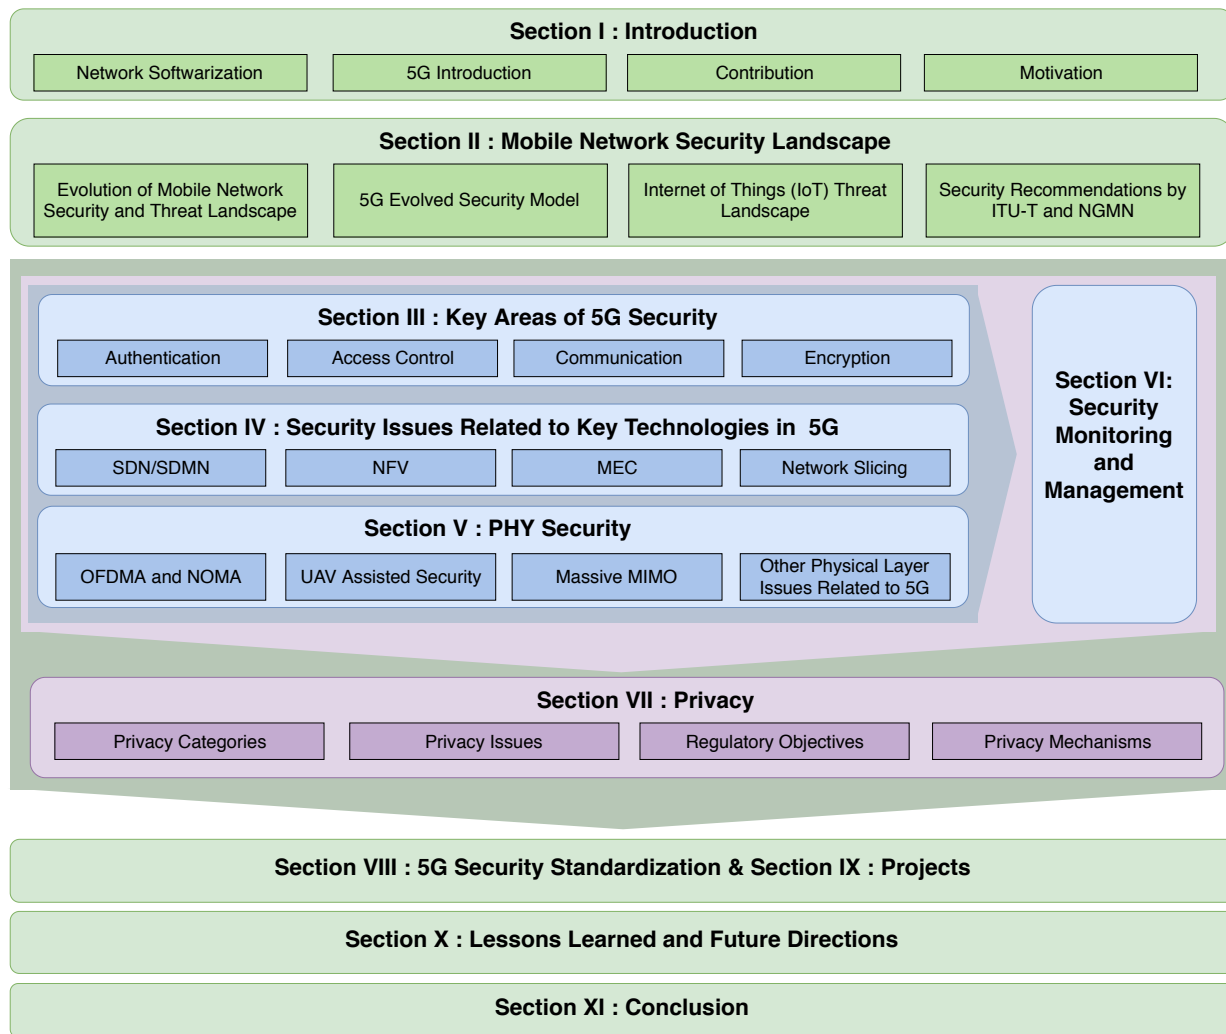 Section I : Introduction
Network Softwarization
5G Introduction
Contribution
Motivation
Section II : Mobile Network Security Landscape
Evolution of Mobile Network
Security and Threat Landscape
5G Evolved Security Model
Internet of Things (IoT) Threat
Landscape
Security Recommendations by
ITU-T and NGMN
Section III : Key Areas of 5G Security
Authentication
Access Control
Communication
Encryption
Section IV : Security Issues Related to Key Technologies in 5G
SDN/SDMN
NFV
MEC
Network Slicing
Section V : PHY Security
OFDMA and NOMA
UAV Assisted Security
Massive MIMO
Other Physical Layer
Issues Related to 5G
Section VI:
Security
Monitoring
and
Management
Section VII : Privacy
Privacy Categories
Privacy Issues
Regulatory Objectives
Privacy Mechanisms
Section VIII : 5G Security Standardization & Section IX : Projects
Section X : Lessons Learned and Future Directions
Section XI : Conclusion